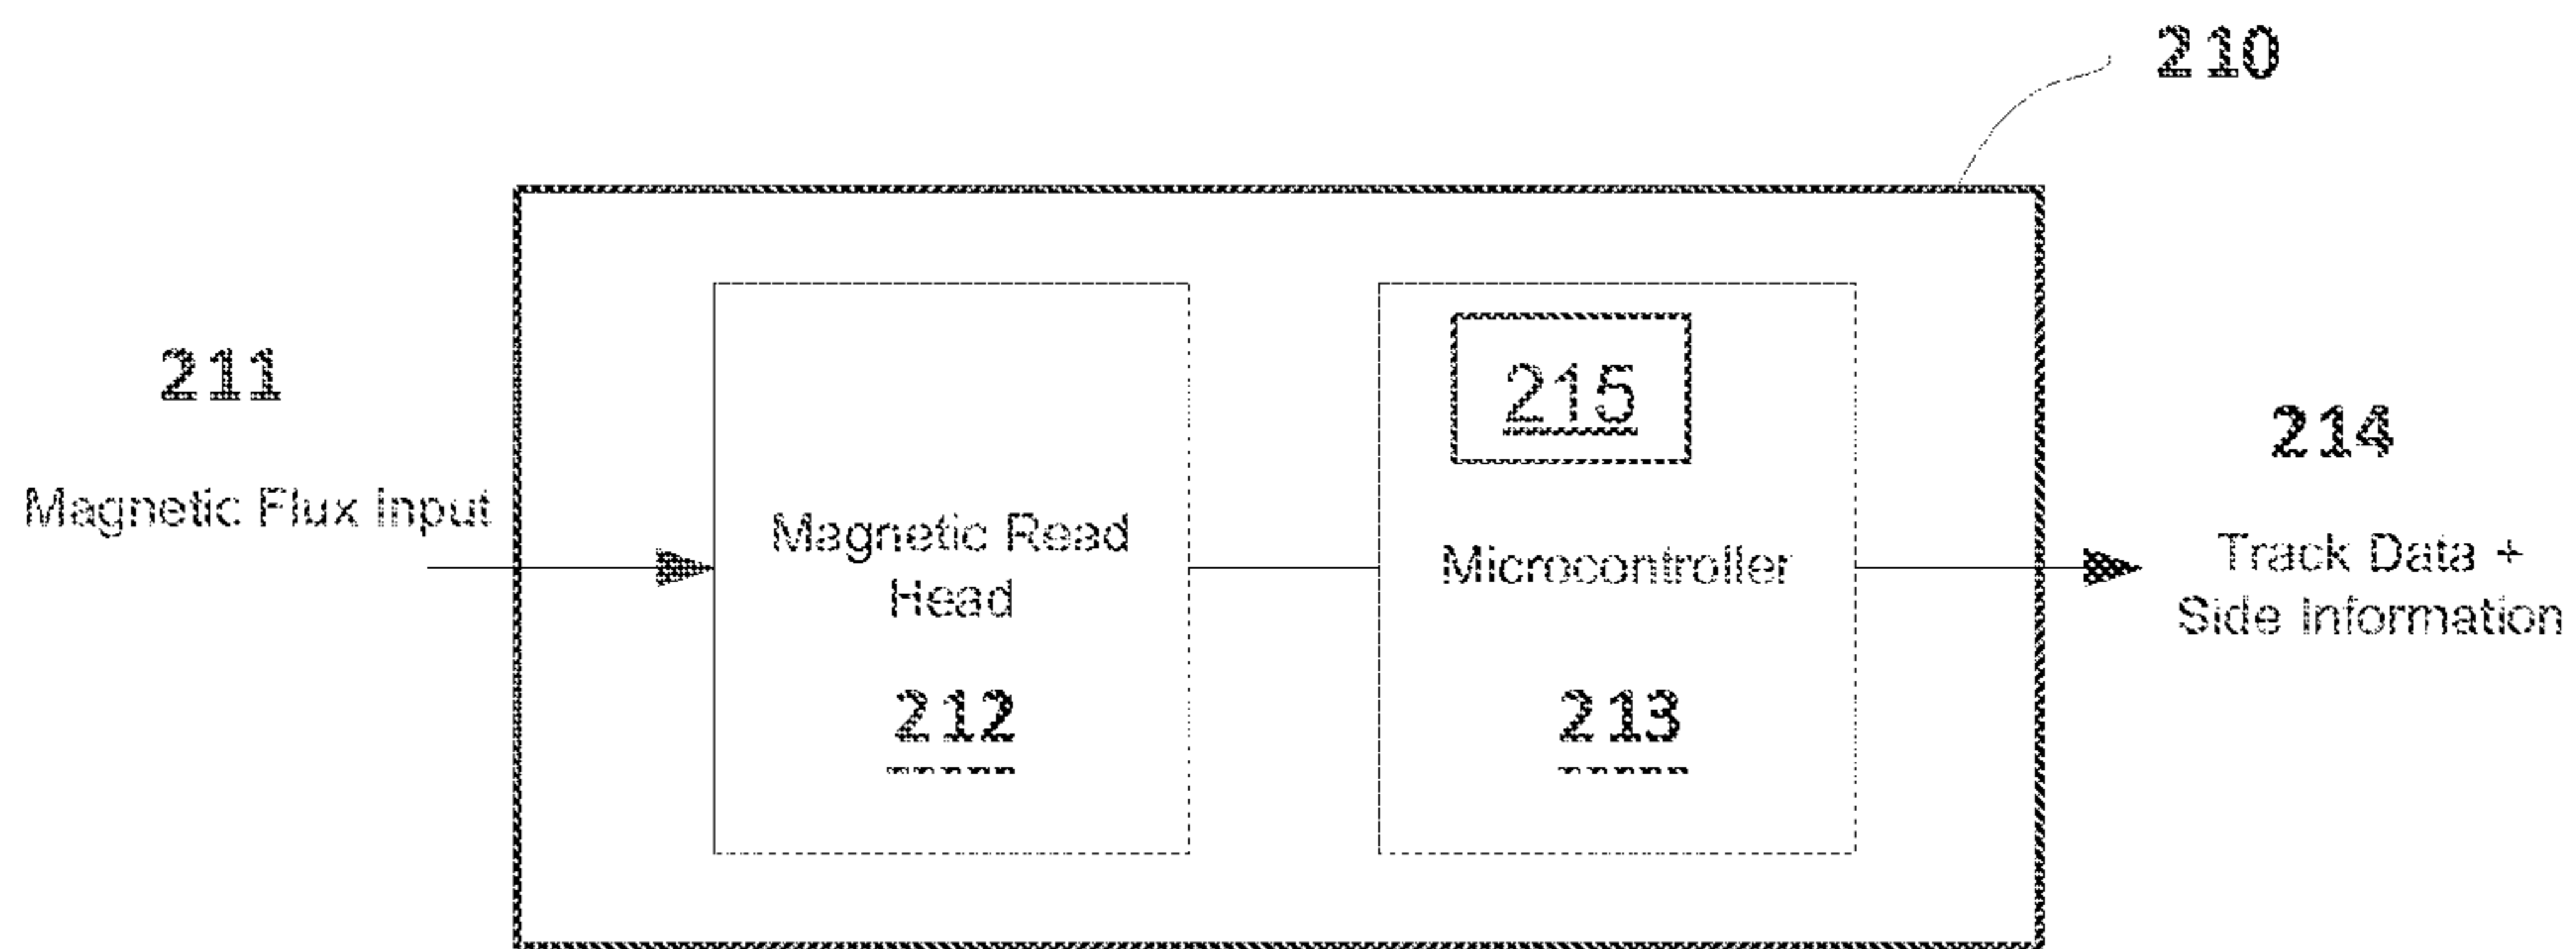 210
211
Magnetic Flux Input
Magnetic Read
Head
212
215
Microcontroller
213
214
Track Data +
Side Information